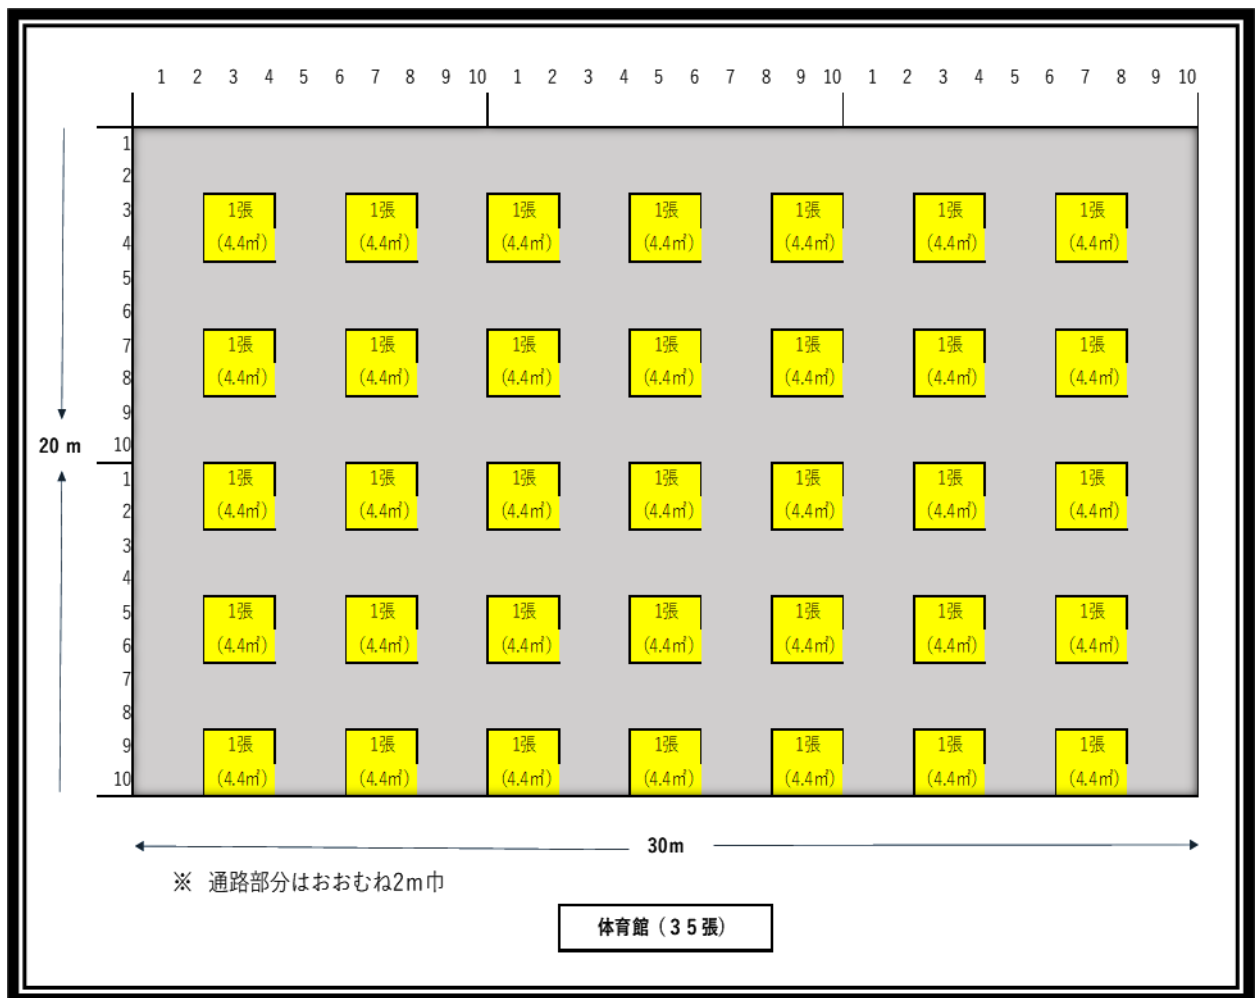 1 2 3 4 5 6 7 8 9 10 1 2 3 4 5 6 7 8 9 10 1 2 3 4 5 6 7 8 9 10
1
2
3 1張 1張 1張 1張 1張 1張 1張
4 (4.4㎡) (4.4㎡) (4.4㎡) (4.4㎡) (4.4㎡) (4.4㎡) (4.4㎡)
5
6
7 1張 1張 1張 1張 1張 1張 1張
8 (4.4㎡) (4.4㎡) (4.4㎡) (4.4㎡) (4.4㎡) (4.4㎡) (4.4㎡)
9
20 m 10
1 1張 1張 1張 1張 1張 1張 1張
2 (4.4㎡) (4.4㎡) (4.4㎡) (4.4㎡) (4.4㎡) (4.4㎡) (4.4㎡)
3
4
5 1張 1張 1張 1張 1張 1張 1張
6 (4.4㎡) (4.4㎡) (4.4㎡) (4.4㎡) (4.4㎡) (4.4㎡) (4.4㎡)
7
8
9 1張 1張 1張 1張 1張 1張 1張
10 (4.4㎡) (4.4㎡) (4.4㎡) (4.4㎡) (4.4㎡) (4.4㎡) (4.4㎡)
30m
※ 通路部分はおおむね2m巾
体育館（３５張）